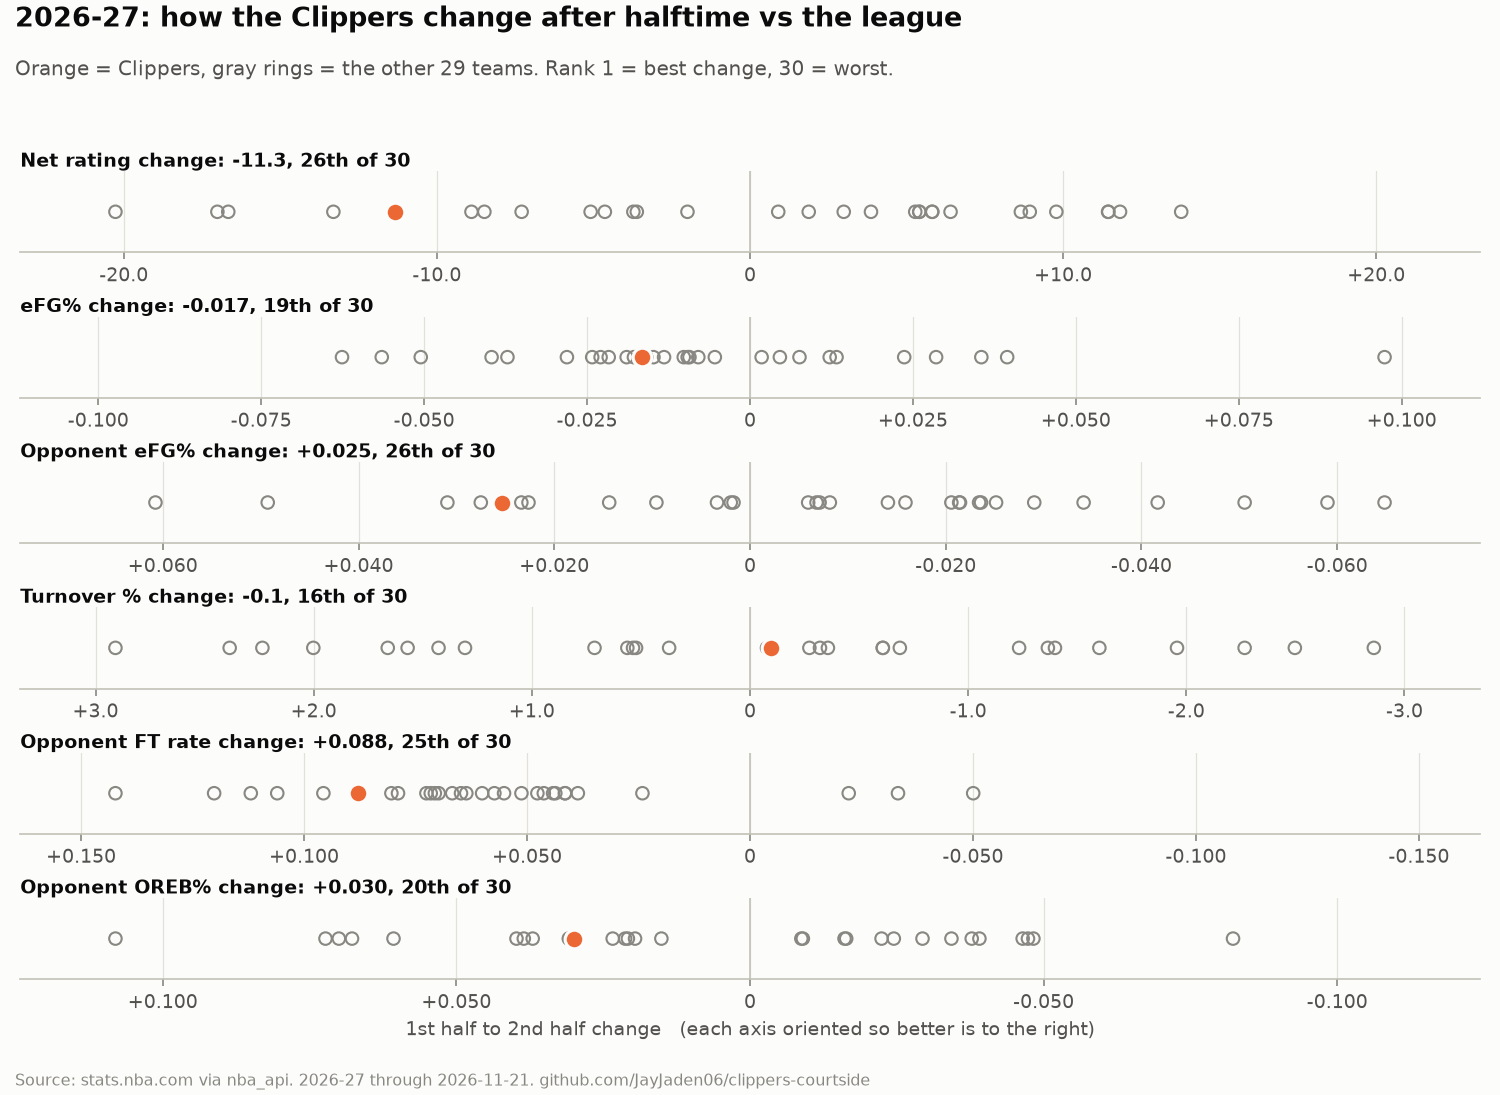 2026-27: how the Clippers change after halftime vs the league
Orange = Clippers, gray rings = the other 29 teams. Rank 1 = best change, 30 = worst.
Net rating change: -11.3, 26th of 30
-20.0 -10.0 0 +10.0 +20.0
eFG% change: -0.017, 19th of 30
-0.100 -0.075 -0.050 -0.025 0 +0.025 +0.050 +0.075 +0.100
Opponent eFG% change: +0.025, 26th of 30
+0.060 +0.040 +0.020 0 -0.020 -0.040 -0.060
Turnover % change: -0.1, 16th of 30
+3.0 +2.0 +1.0 0 -1.0 -2.0 -3.0
Opponent FT rate change: +0.088, 25th of 30
+0.150 +0.100 +0.050 0 -0.050 -0.100 -0.150
Opponent OREB% change: +0.030, 20th of 30
+0.100 +0.050 0 -0.050 -0.100
1st half to 2nd half change (each axis oriented so better is to the right)
Source: stats.nba.com via nba_api. 2026-27 through 2026-11-21. github.com/JayJaden06/clippers-courtside